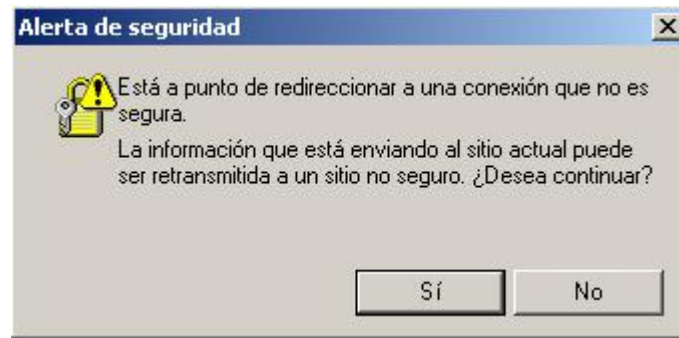 Alerta de seguridad
Está a punto de redireccionar a una conexión que no es
segura.
La información que está enviando al sitio actual puede
ser retransmitida a un sitio no seguro. ¿Desea continuar?
Sí
No